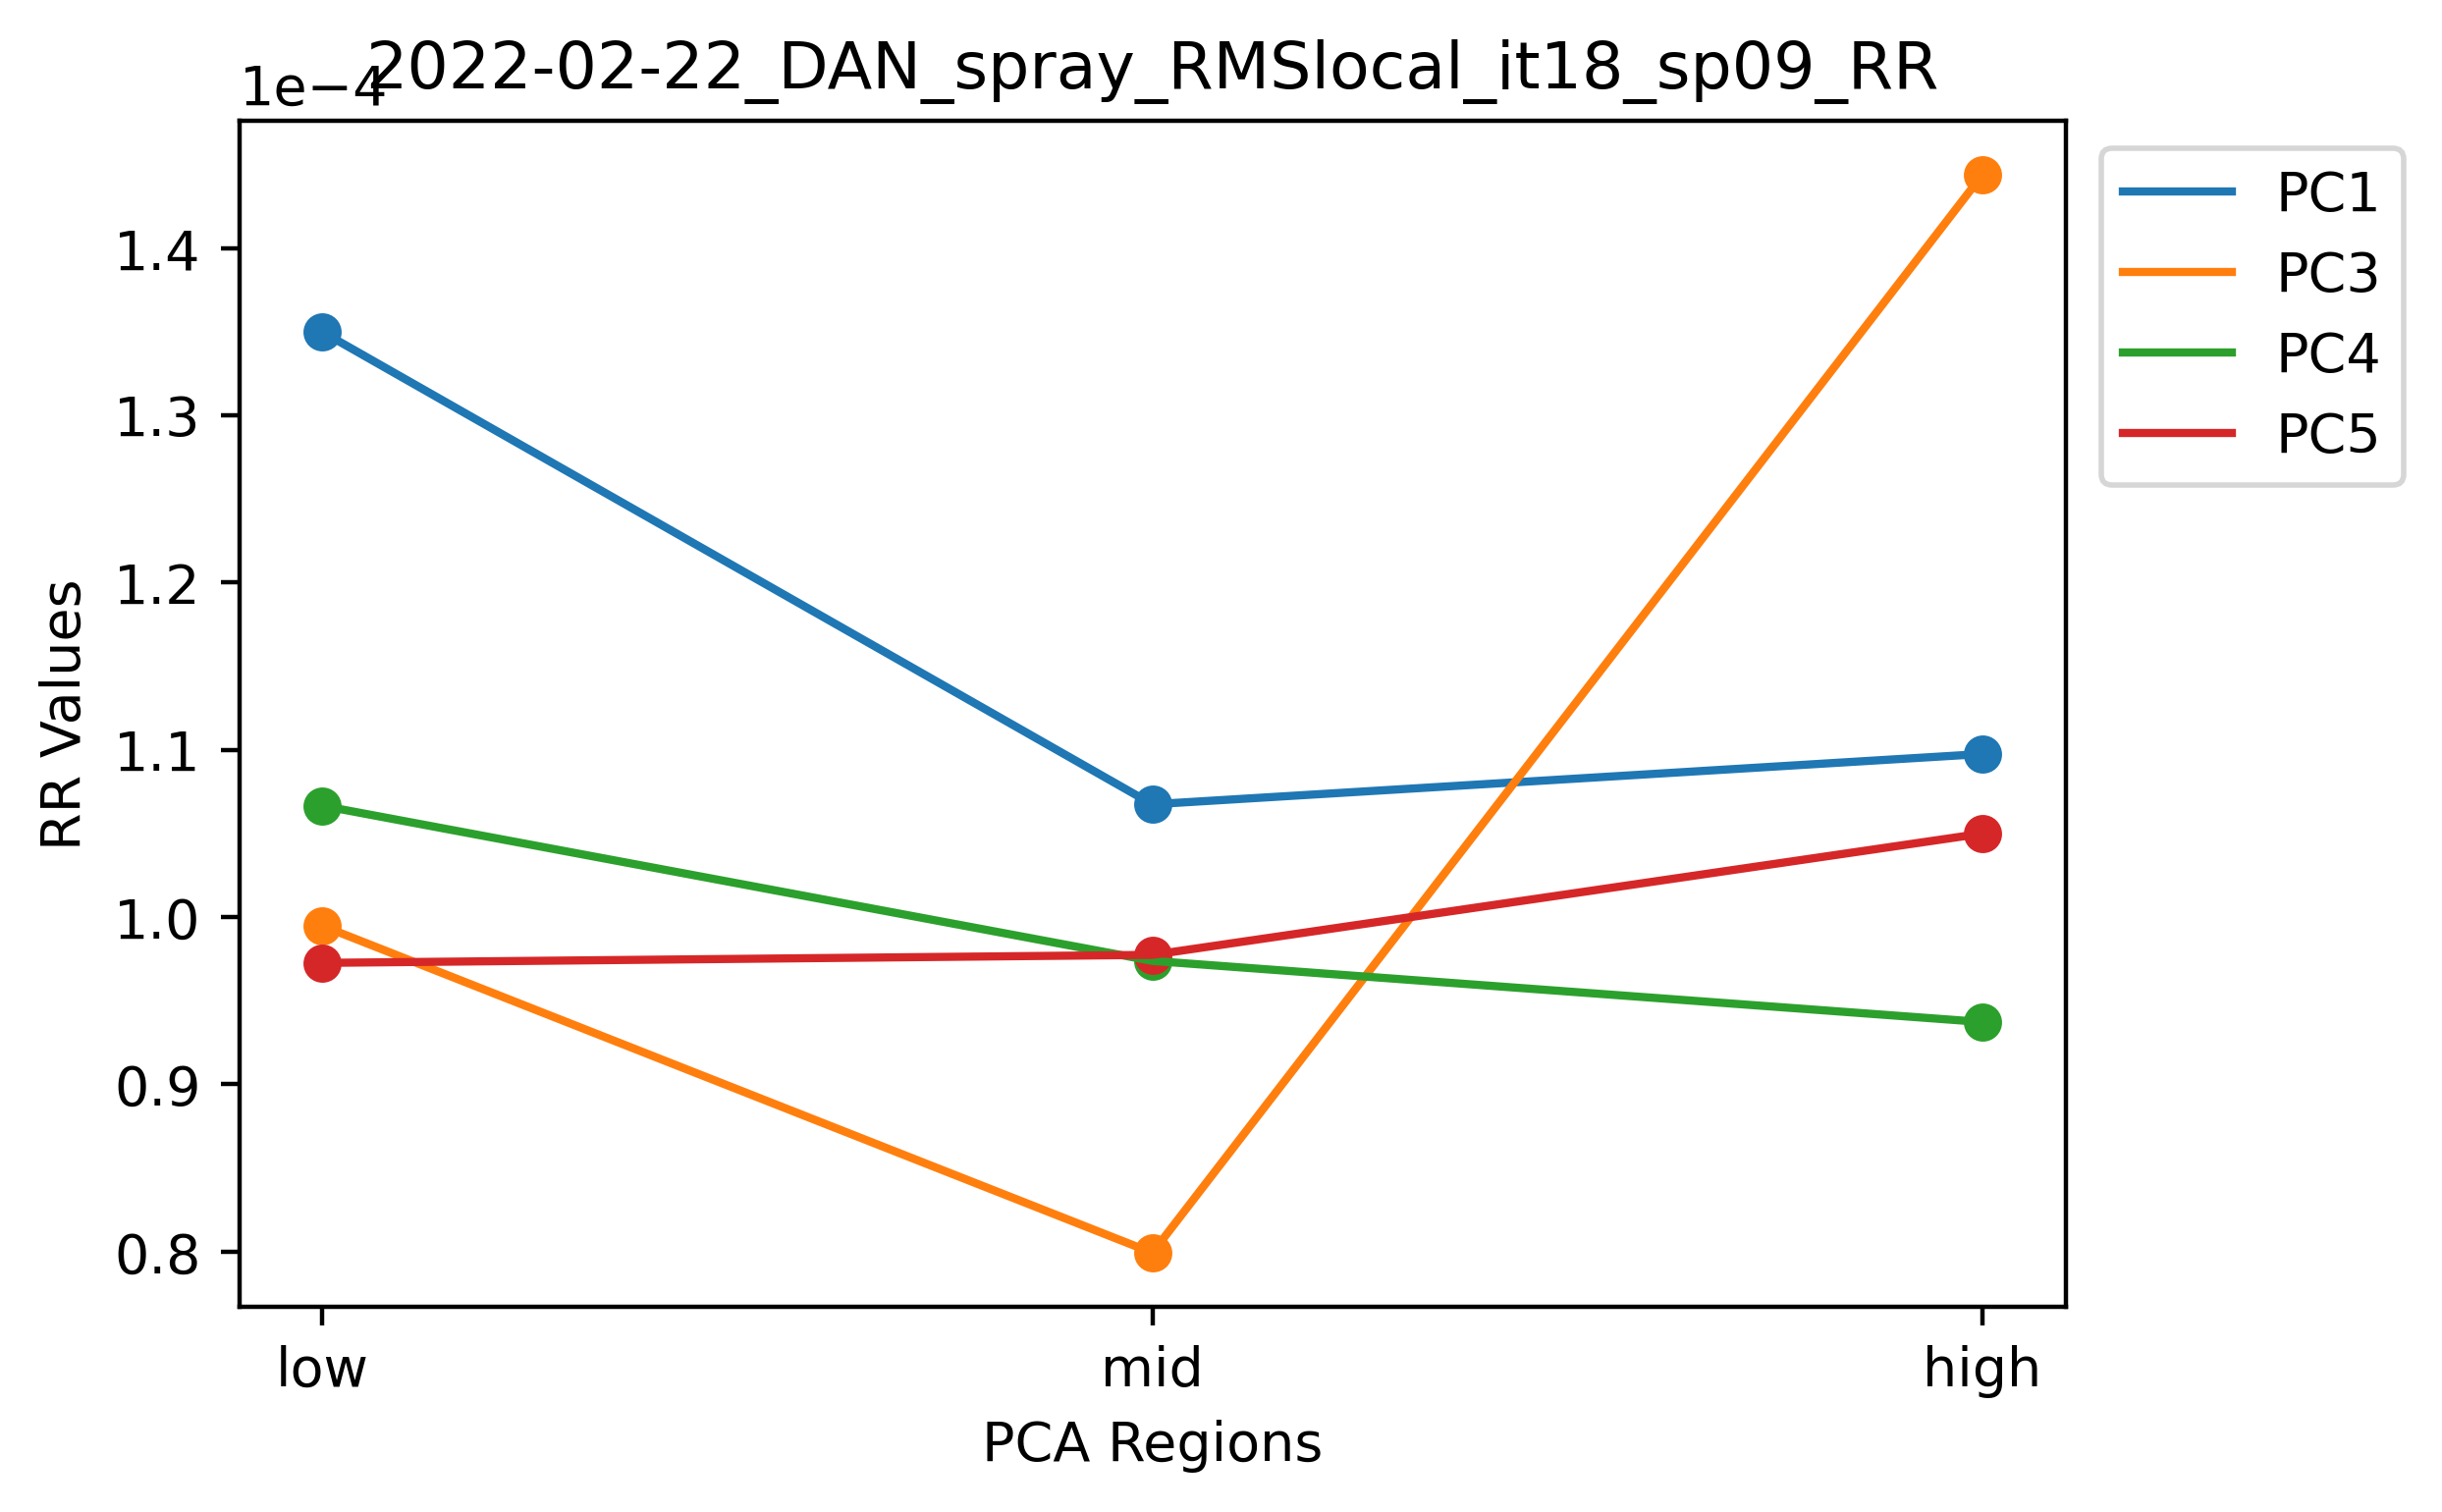 1e−4
2022-02-22_DAN_spray_RMSlocal_it18_sp09_RR
PC1
PC3
PC4
PC5
RR Values
1.4
1.3
1.2
1.1
1.0
0.9
0.8
low mid high
PCA Regions